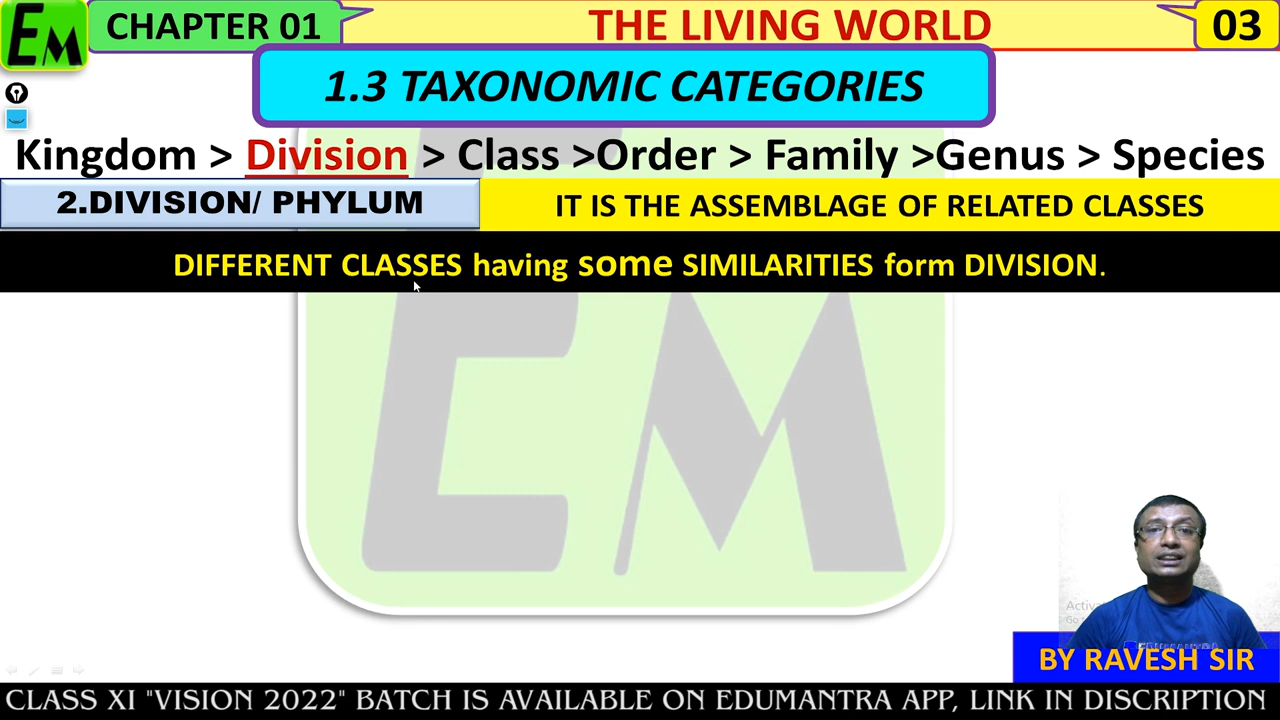 EM CHAPTER 01 THE LIVING WORLD 03
1.3 TAXONOMIC CATEGORIES
Kingdom > Division > Class >Order > Family >Genus > Species
2.DIVISION/ PHYLUM IT IS THE ASSEMBLAGE OF RELATED CLASSES
DIFFERENT CLASSES having some SIMILARITIES form DIVISION.
EM
BY RAVESH SIR
CLASS XI "VISION 2022" BATCH IS AVAILABLE ON EDUMANTRA APP, LINK IN DISCRIPTION